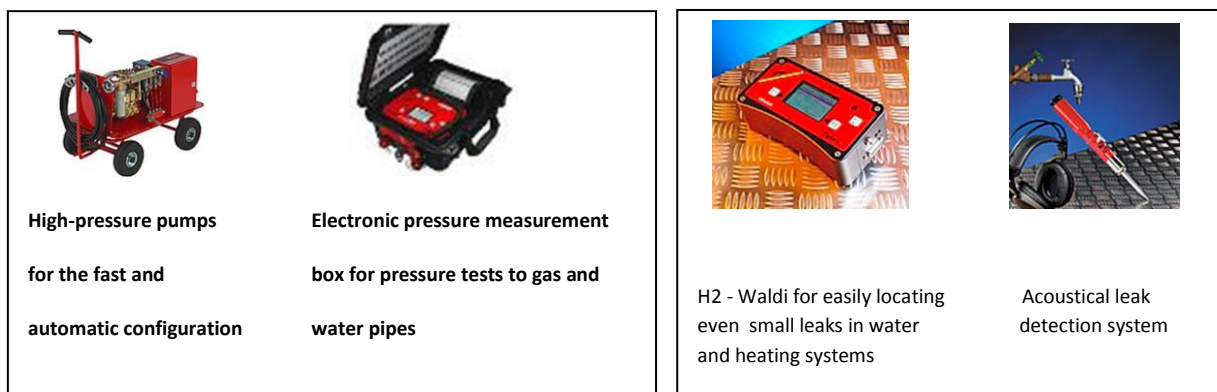 High-pressure pumps
for the fast and
automatic configuration
Electronic pressure measurement
box for pressure tests to gas and
water pipes
H2 - Waldi for easily locating
even small leaks in water
and heating systems
Acoustical leak
detection system